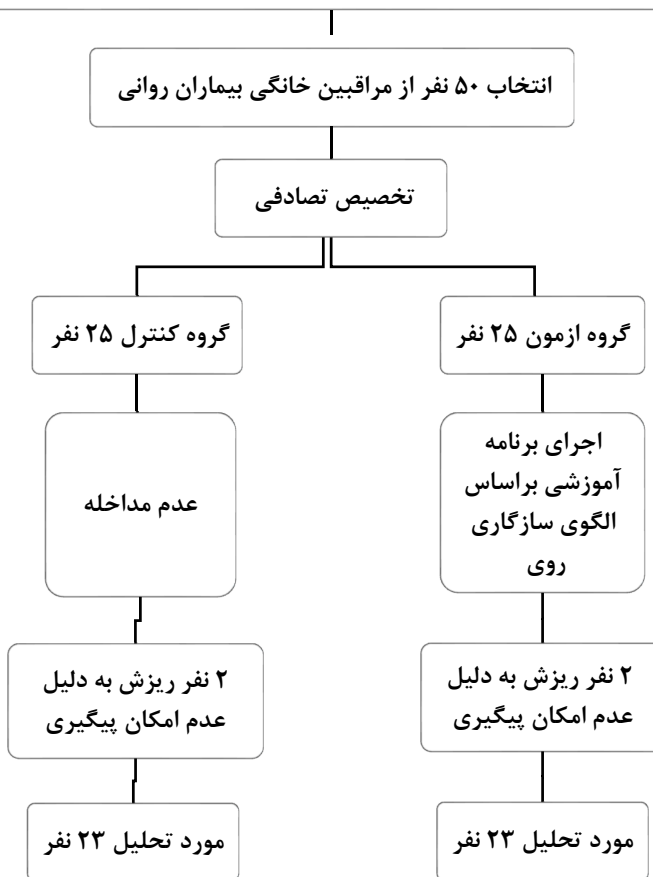 انتخاب ۵۰ نفر از مراقبین خانگی بیماران روانی
تخصیص تصادفی
گروه ازمون ۲۵ نفر
گروه کنترل ۲۵ نفر
اجرای برنامه
آموزشی براساس
الگوی سازگاری
روی
عدم مداخله
۲ نفر ریزش به دلیل
عدم امکان پیگیری
۲ نفر ریزش به دلیل
عدم امکان پیگیری
مورد تحلیل ۲۳ نفر
مورد تحلیل ۲۳ نفر